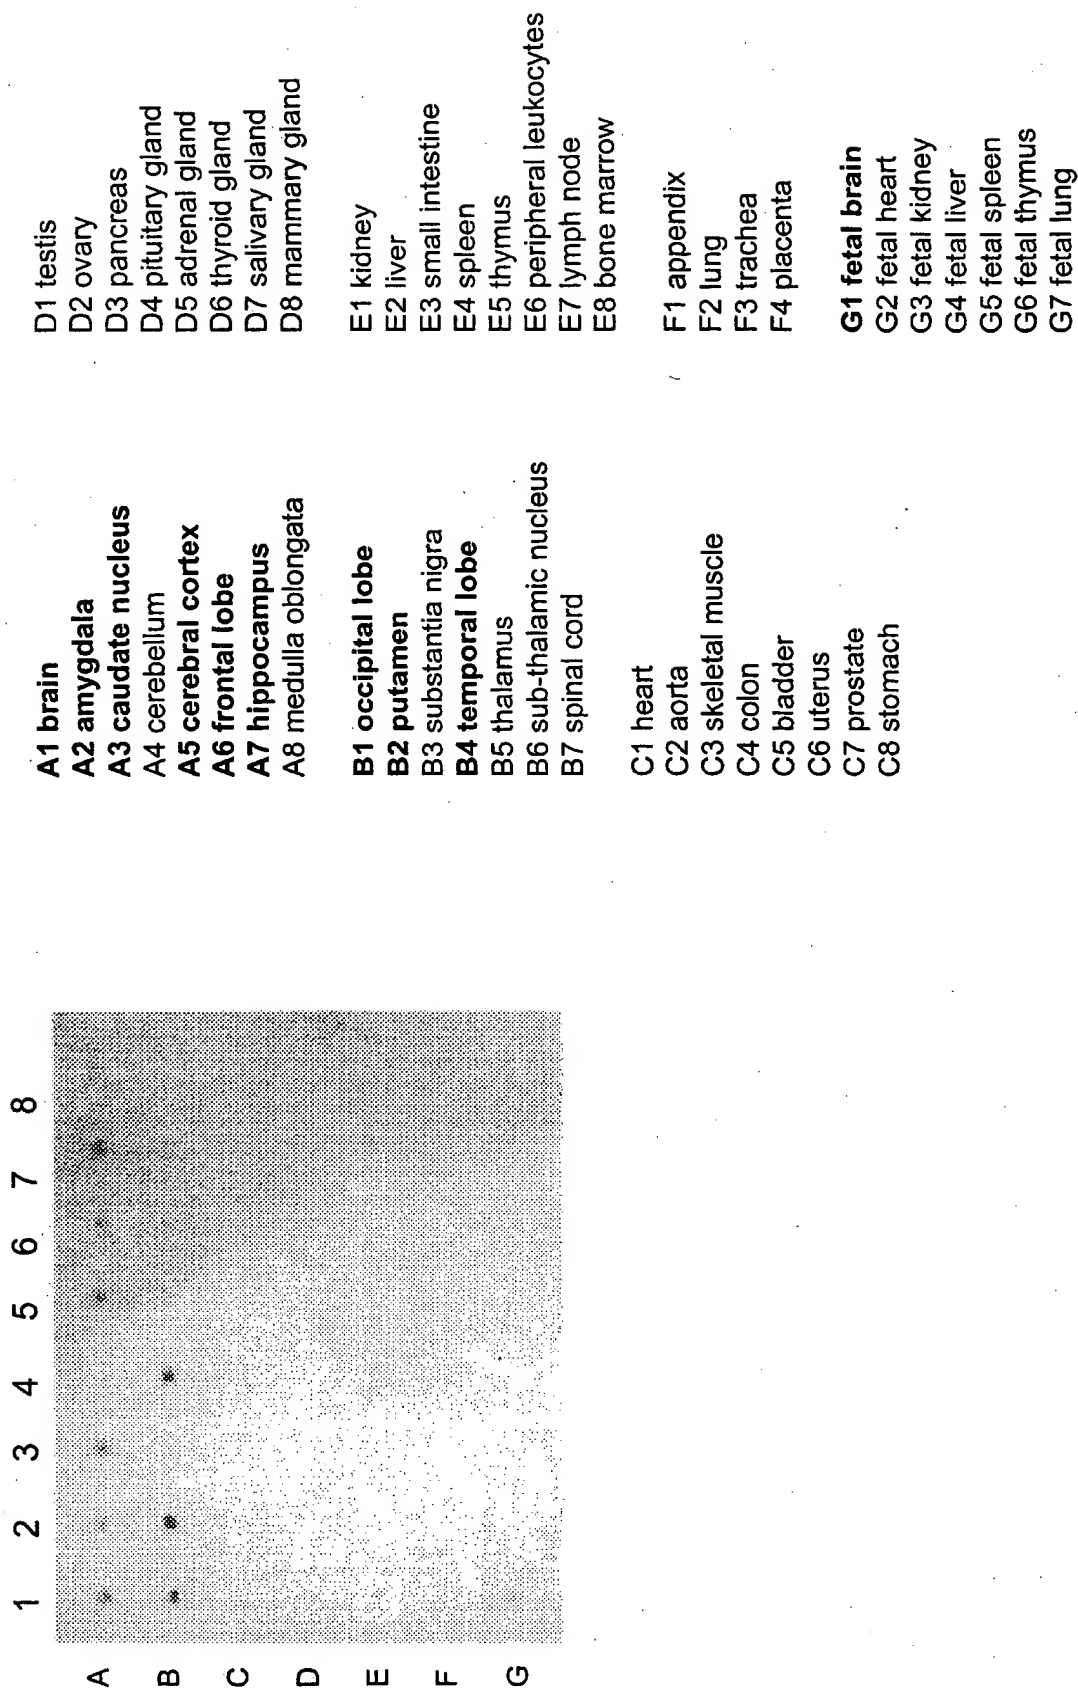 1 2 3 4 5 6 7 8
A
B
C
D
E
F
G
A1 brain
A2 amygdala
A3 caudate nucleus
A4 cerebellum
A5 cerebral cortex
A6 frontal lobe
A7 hippocampus
A8 medulla oblongata
B1 occipital lobe
B2 putamen
B3 substantia nigra
B4 temporal lobe
B5 thalamus
B6 sub-thalamic nucleus
B7 spinal cord
C1 heart
C2 aorta
C3 skeletal muscle
C4 colon
C5 bladder
C6 uterus
C7 prostate
C8 stomach
D1 testis
D2 ovary
D3 pancreas
D4 pituitary gland
D5 adrenal gland
D6 thyroid gland
D7 salivary gland
D8 mammary gland
E1 kidney
E2 liver
E3 small intestine
E4 spleen
E5 thymus
E6 peripheral leukocytes
E7 lymph node
E8 bone marrow
F1 appendix
F2 lung
F3 trachea
F4 placenta
G1 fetal brain
G2 fetal heart
G3 fetal kidney
G4 fetal liver
G5 fetal spleen
G6 fetal thymus
G7 fetal lung